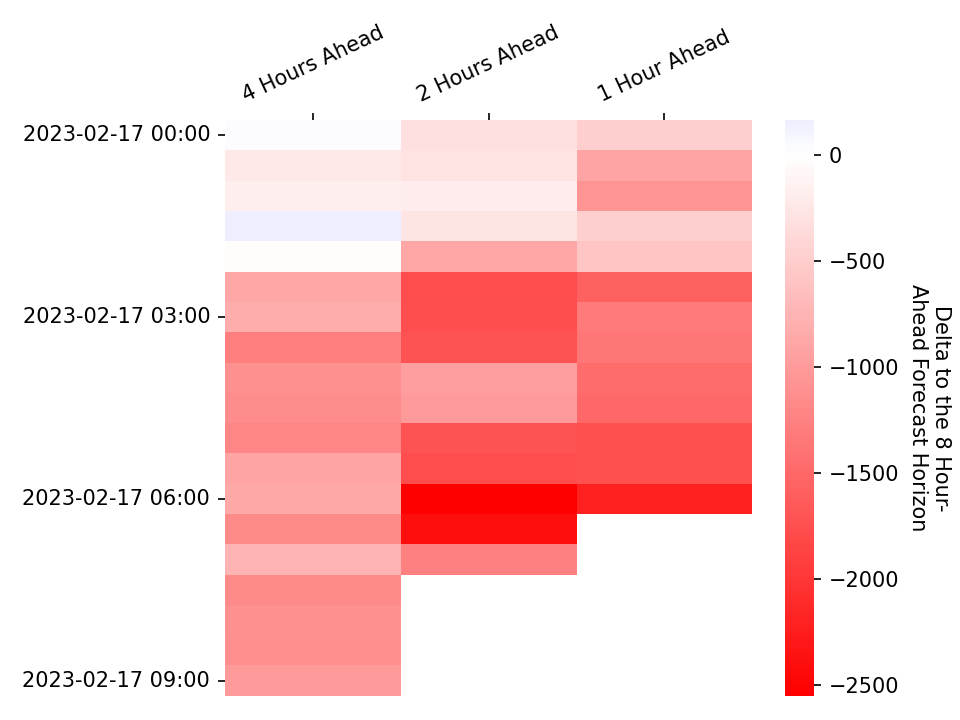 4 Hours Ahead
2 Hours Ahead
1 Hour Ahead
2023-02-17 00:00
2023-02-17 03:00
2023-02-17 06:00
2023-02-17 09:00
0
−500
−1000
−1500
−2000
−2500
Delta to the 8 Hour-
Ahead Forecast Horizon